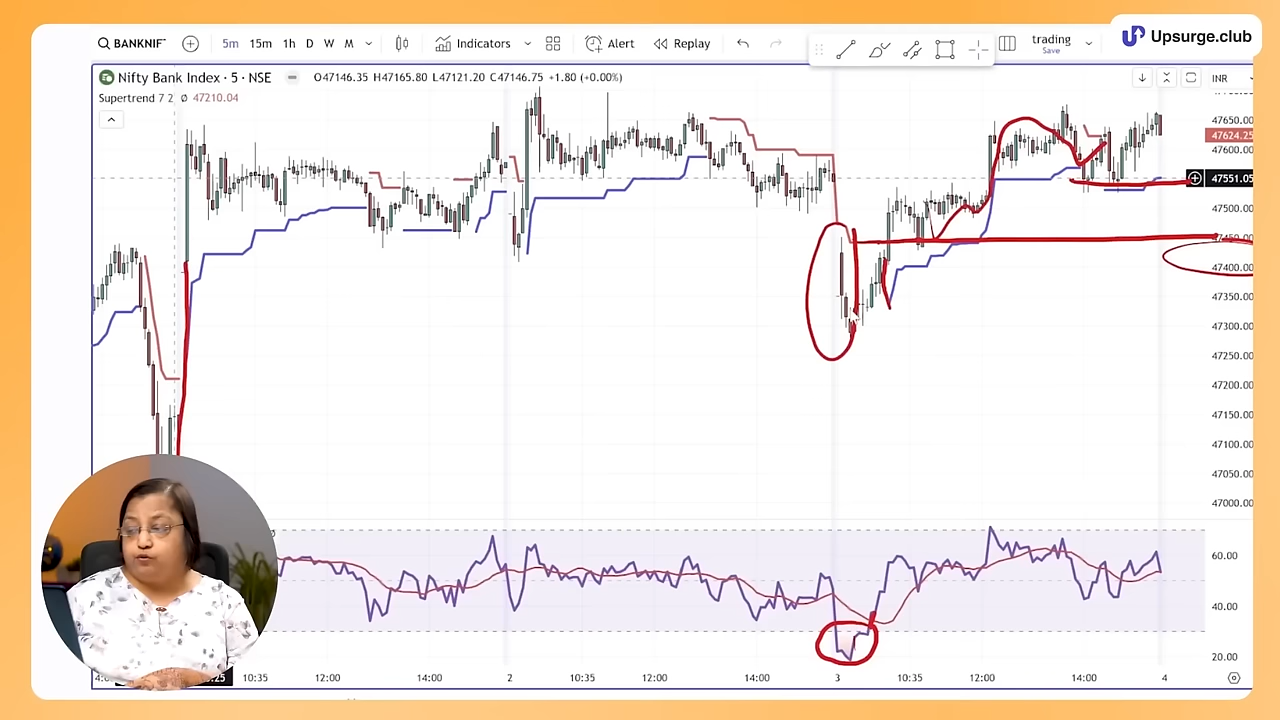 Upsurge.club
BANKNIF
5m 15m 1h D W M Indicators Alert Replay trading
Save
Nifty Bank Index · 5 · NSE O47146.35 H47165.80 L47121.20 C47146.75 +1.80 (+0.00%) INR
Supertrend 7 2 Ø 47210.04
47650.00
47624.25
47600.00
47551.05
47500.00
47450.00
47400.00
47350.00
47300.00
47250.00
47200.00
47150.00
47100.00
47050.00
47000.00
60.00
40.00
20.00
10:35 12:00 14:00 2 10:35 12:00 14:00 3 10:35 12:00 14:00 4